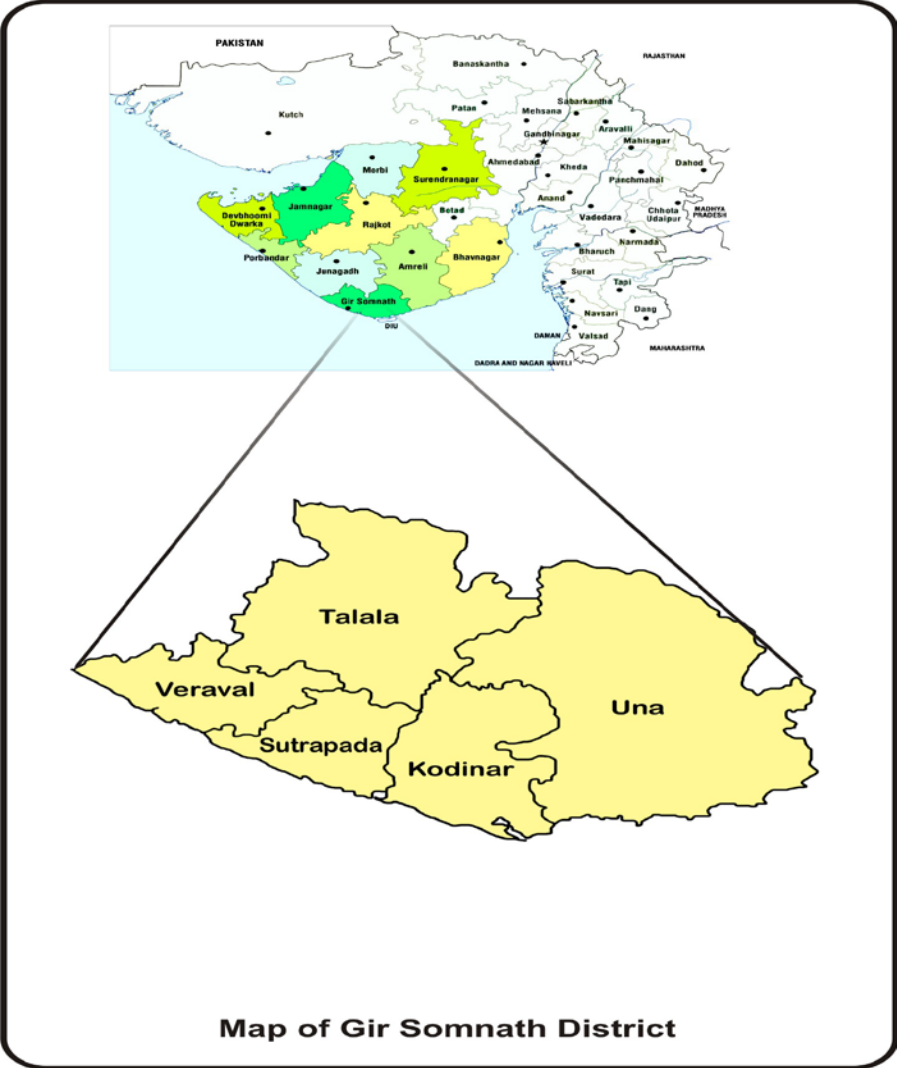 PAKISTAN
RAJASTHAN
Banaskantha
Patan
Mehsana
Sabarkantha
Kutch
Gandhinagar
Aravalli
Mahisagar
Ahmedabad
Dahod
Morbi
Kheda
Surendranagar
Panchmahal
Anand
Jamnagar
Botad
Chhota
Udaipur
MADHYA
PRADESH
Devbhoomi
Dwarka
Vadodara
Rajkot
Narmada
Porbandar
Bharuch
Bhavnagar
Junagadh
Amreli
Surat
Tapi
Gir Somnath
Navsari
Dang
DIU
DAMAN
Valsad
MAHARASHTRA
DADRA AND NAGAR HAVELI
Talala
Veraval
Una
Sutrapada
Kodinar
Map of Gir Somnath District